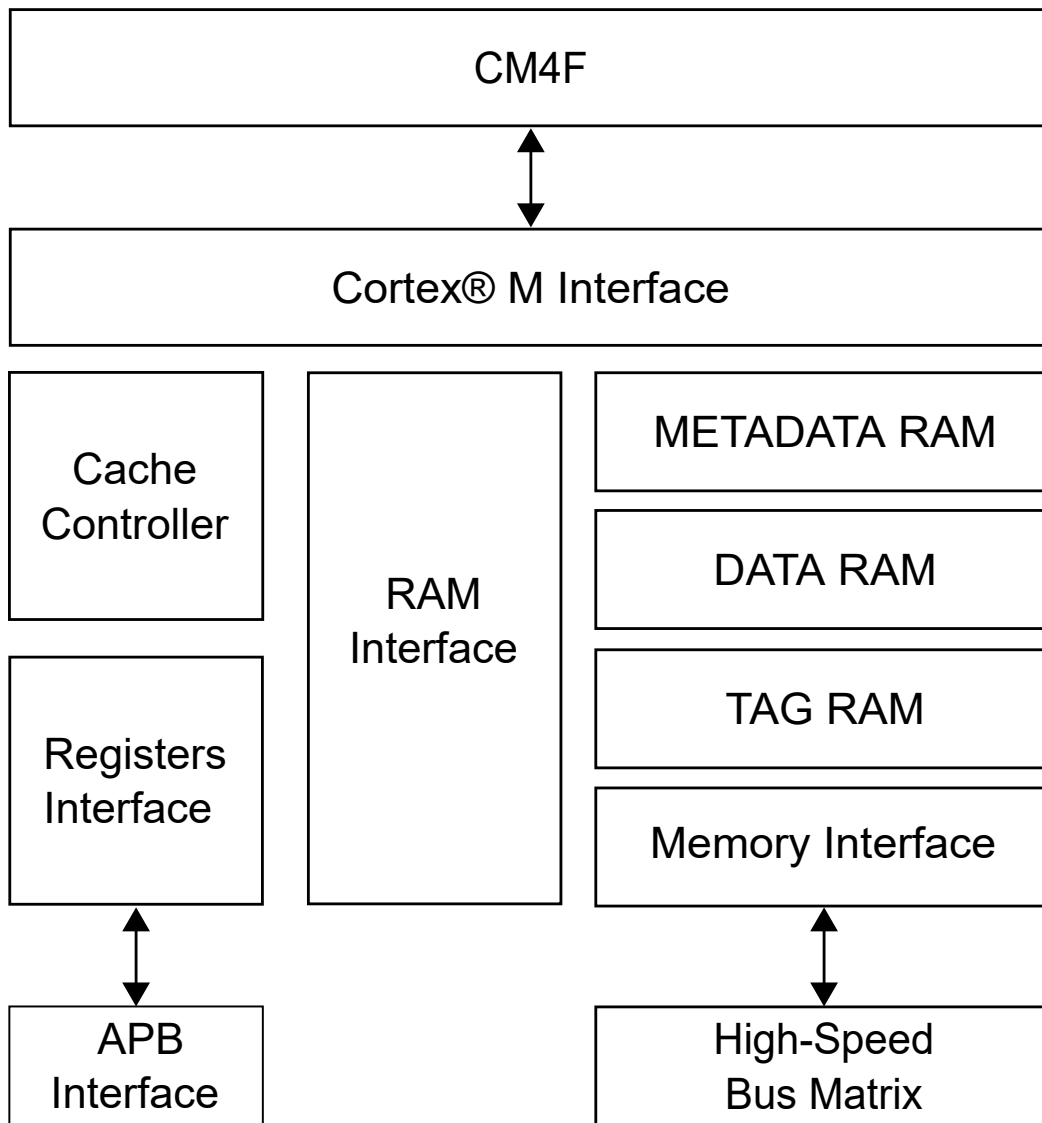 CM4F
Cortex® M Interface
Cache
Controller
RAM
Interface
METADATA RAM
DATA RAM
TAG RAM
Registers
Interface
Memory Interface
APB
Interface
High-Speed
Bus Matrix